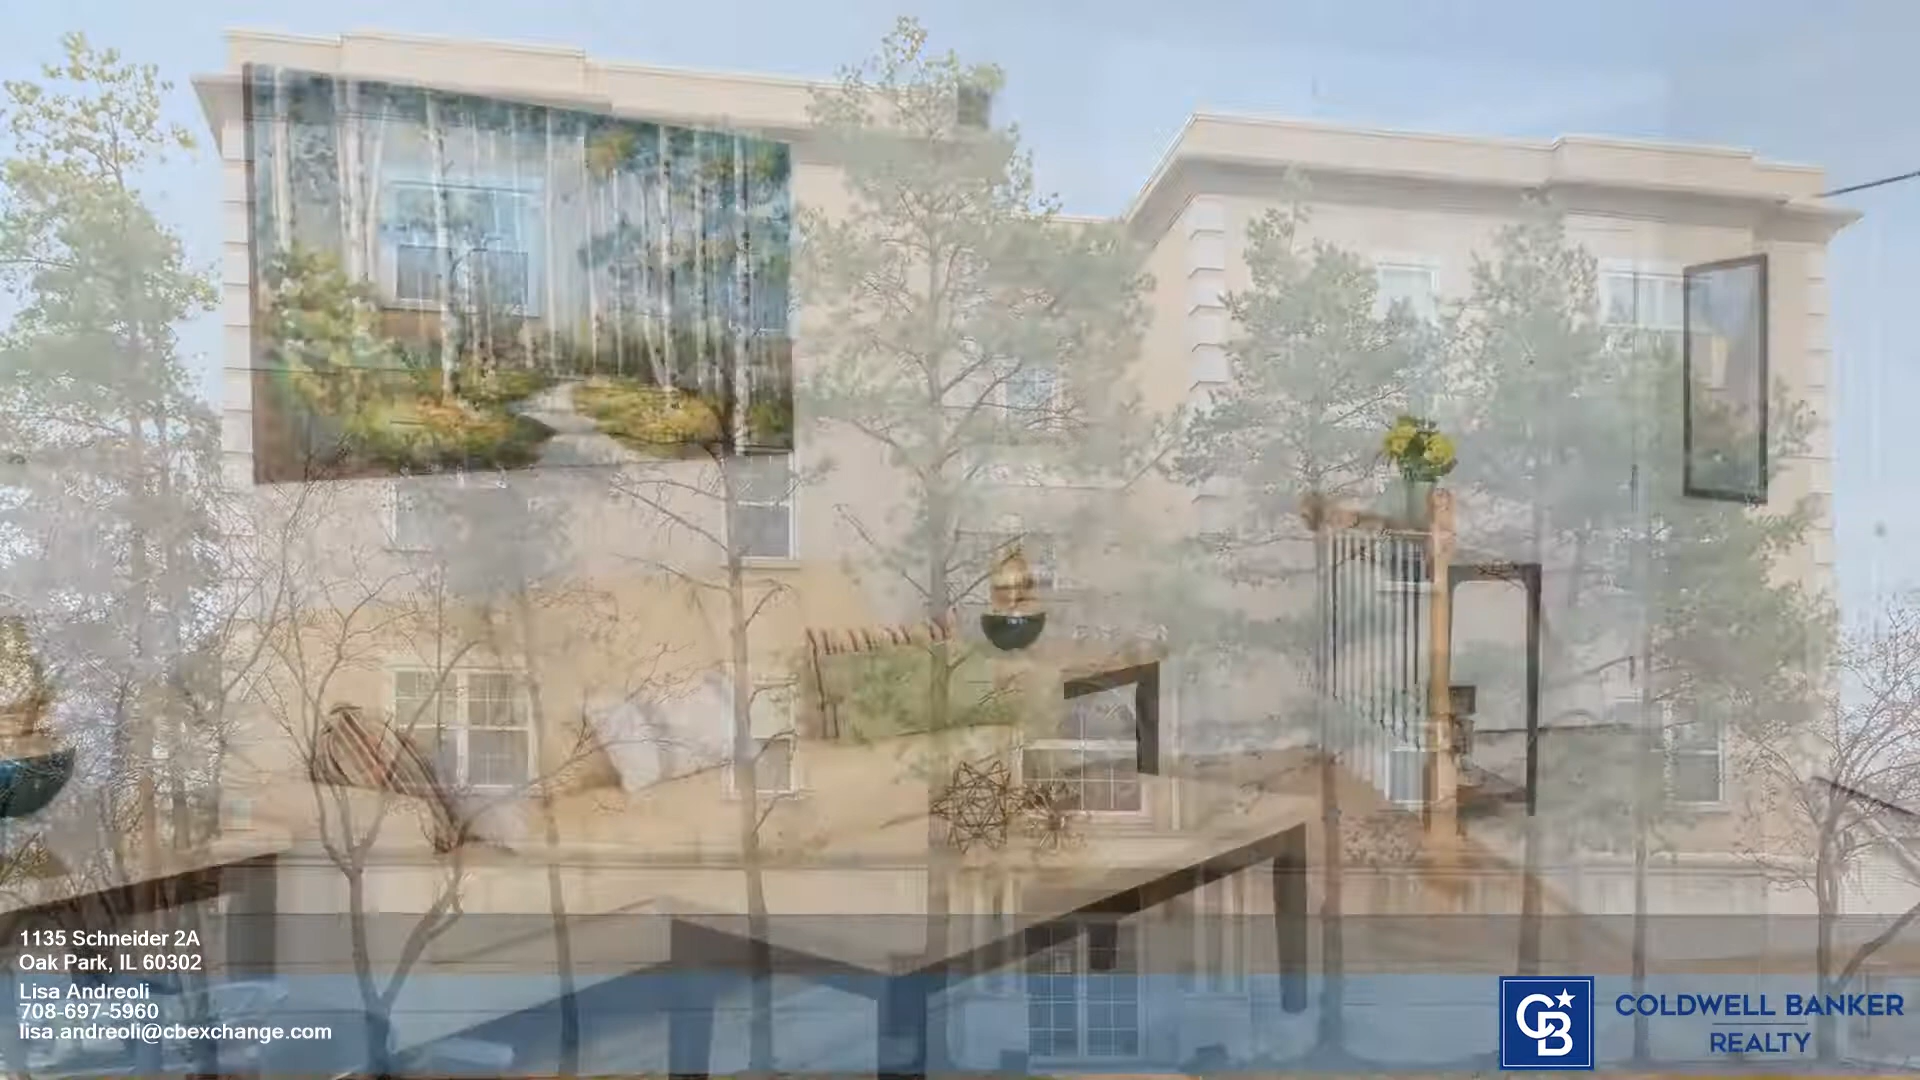 1135 Schneider 2A
Oak Park, IL 60302
Lisa Andreoli
708-697-5960
lisa.andreoli@cbexchange.com
CB
COLDWELL BANKER
REALTY